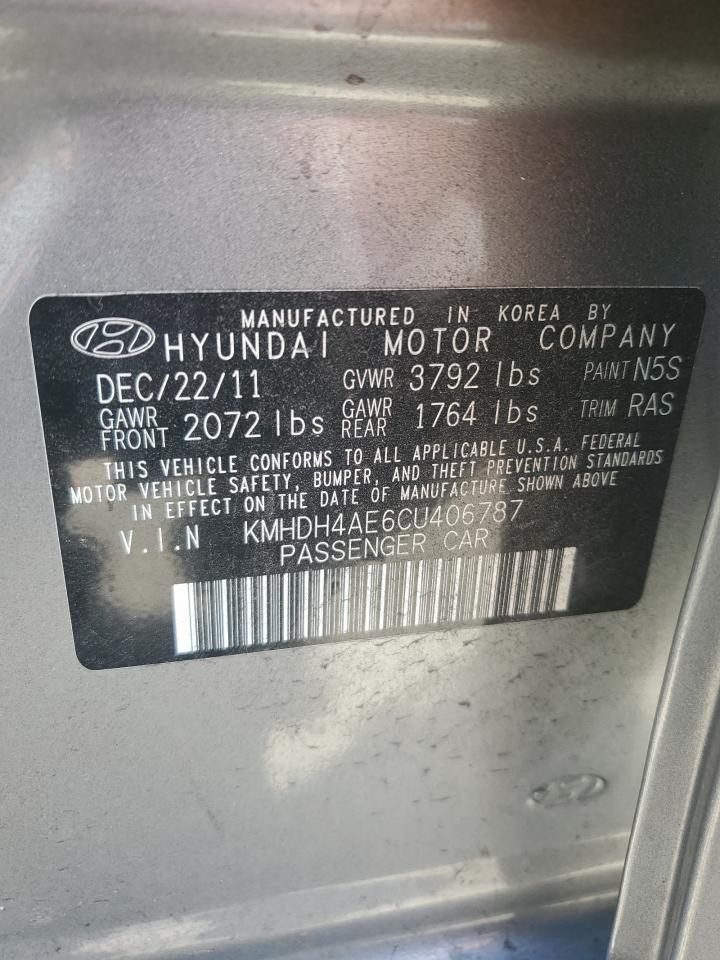 MANUFACTURED IN KOREA BY
HYUNDAI MOTOR COMPANY
DEC/22/11 GVWR 3792 lbs PAINT N5S
GAWR FRONT 2072 lbs GAWR REAR 1764 lbs TRIM RAS
THIS VEHICLE CONFORMS TO ALL APPLICABLE U.S.A. FEDERAL
MOTOR VEHICLE SAFETY, BUMPER, AND THEFT PREVENTION STANDARDS
IN EFFECT ON THE DATE OF MANUFACTURE SHOWN ABOVE
V.I.N KMHDH4AE6CU406787
PASSENGER CAR